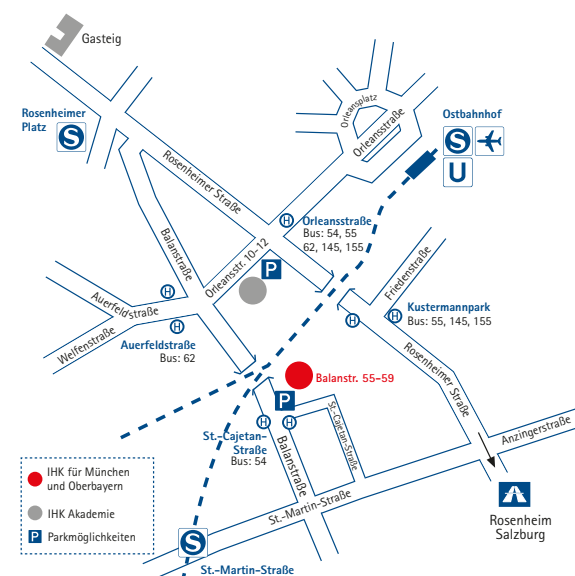 Gasteig
Rosenheimer
Platz
S
Orleansplatz
Orleansstraße
Ostbahnhof
S
U
Rosenheimer Straße
H
Orleansstraße
Bus: 54, 55
62, 145, 155
Balanstraße
Orleansstr. 10–12
P
Friedenstraße
H
Auerfeldstraße
H
Auerfeldstraße
Bus: 62
Welfenstraße
H
H
Kustermannpark
Bus: 55, 145, 155
Rosenheimer Straße
Balanstr. 55–59
P
H
H
St.-Cajetan-
Straße
Bus: 54
Balanstraße
St.-Cajetan-Straße
Anzingerstraße
St.-Martin-Straße
IHK für München
und Oberbayern
IHK Akademie
P
Parkmöglichkeiten
S
St.-Martin-Straße
Rosenheim
Salzburg